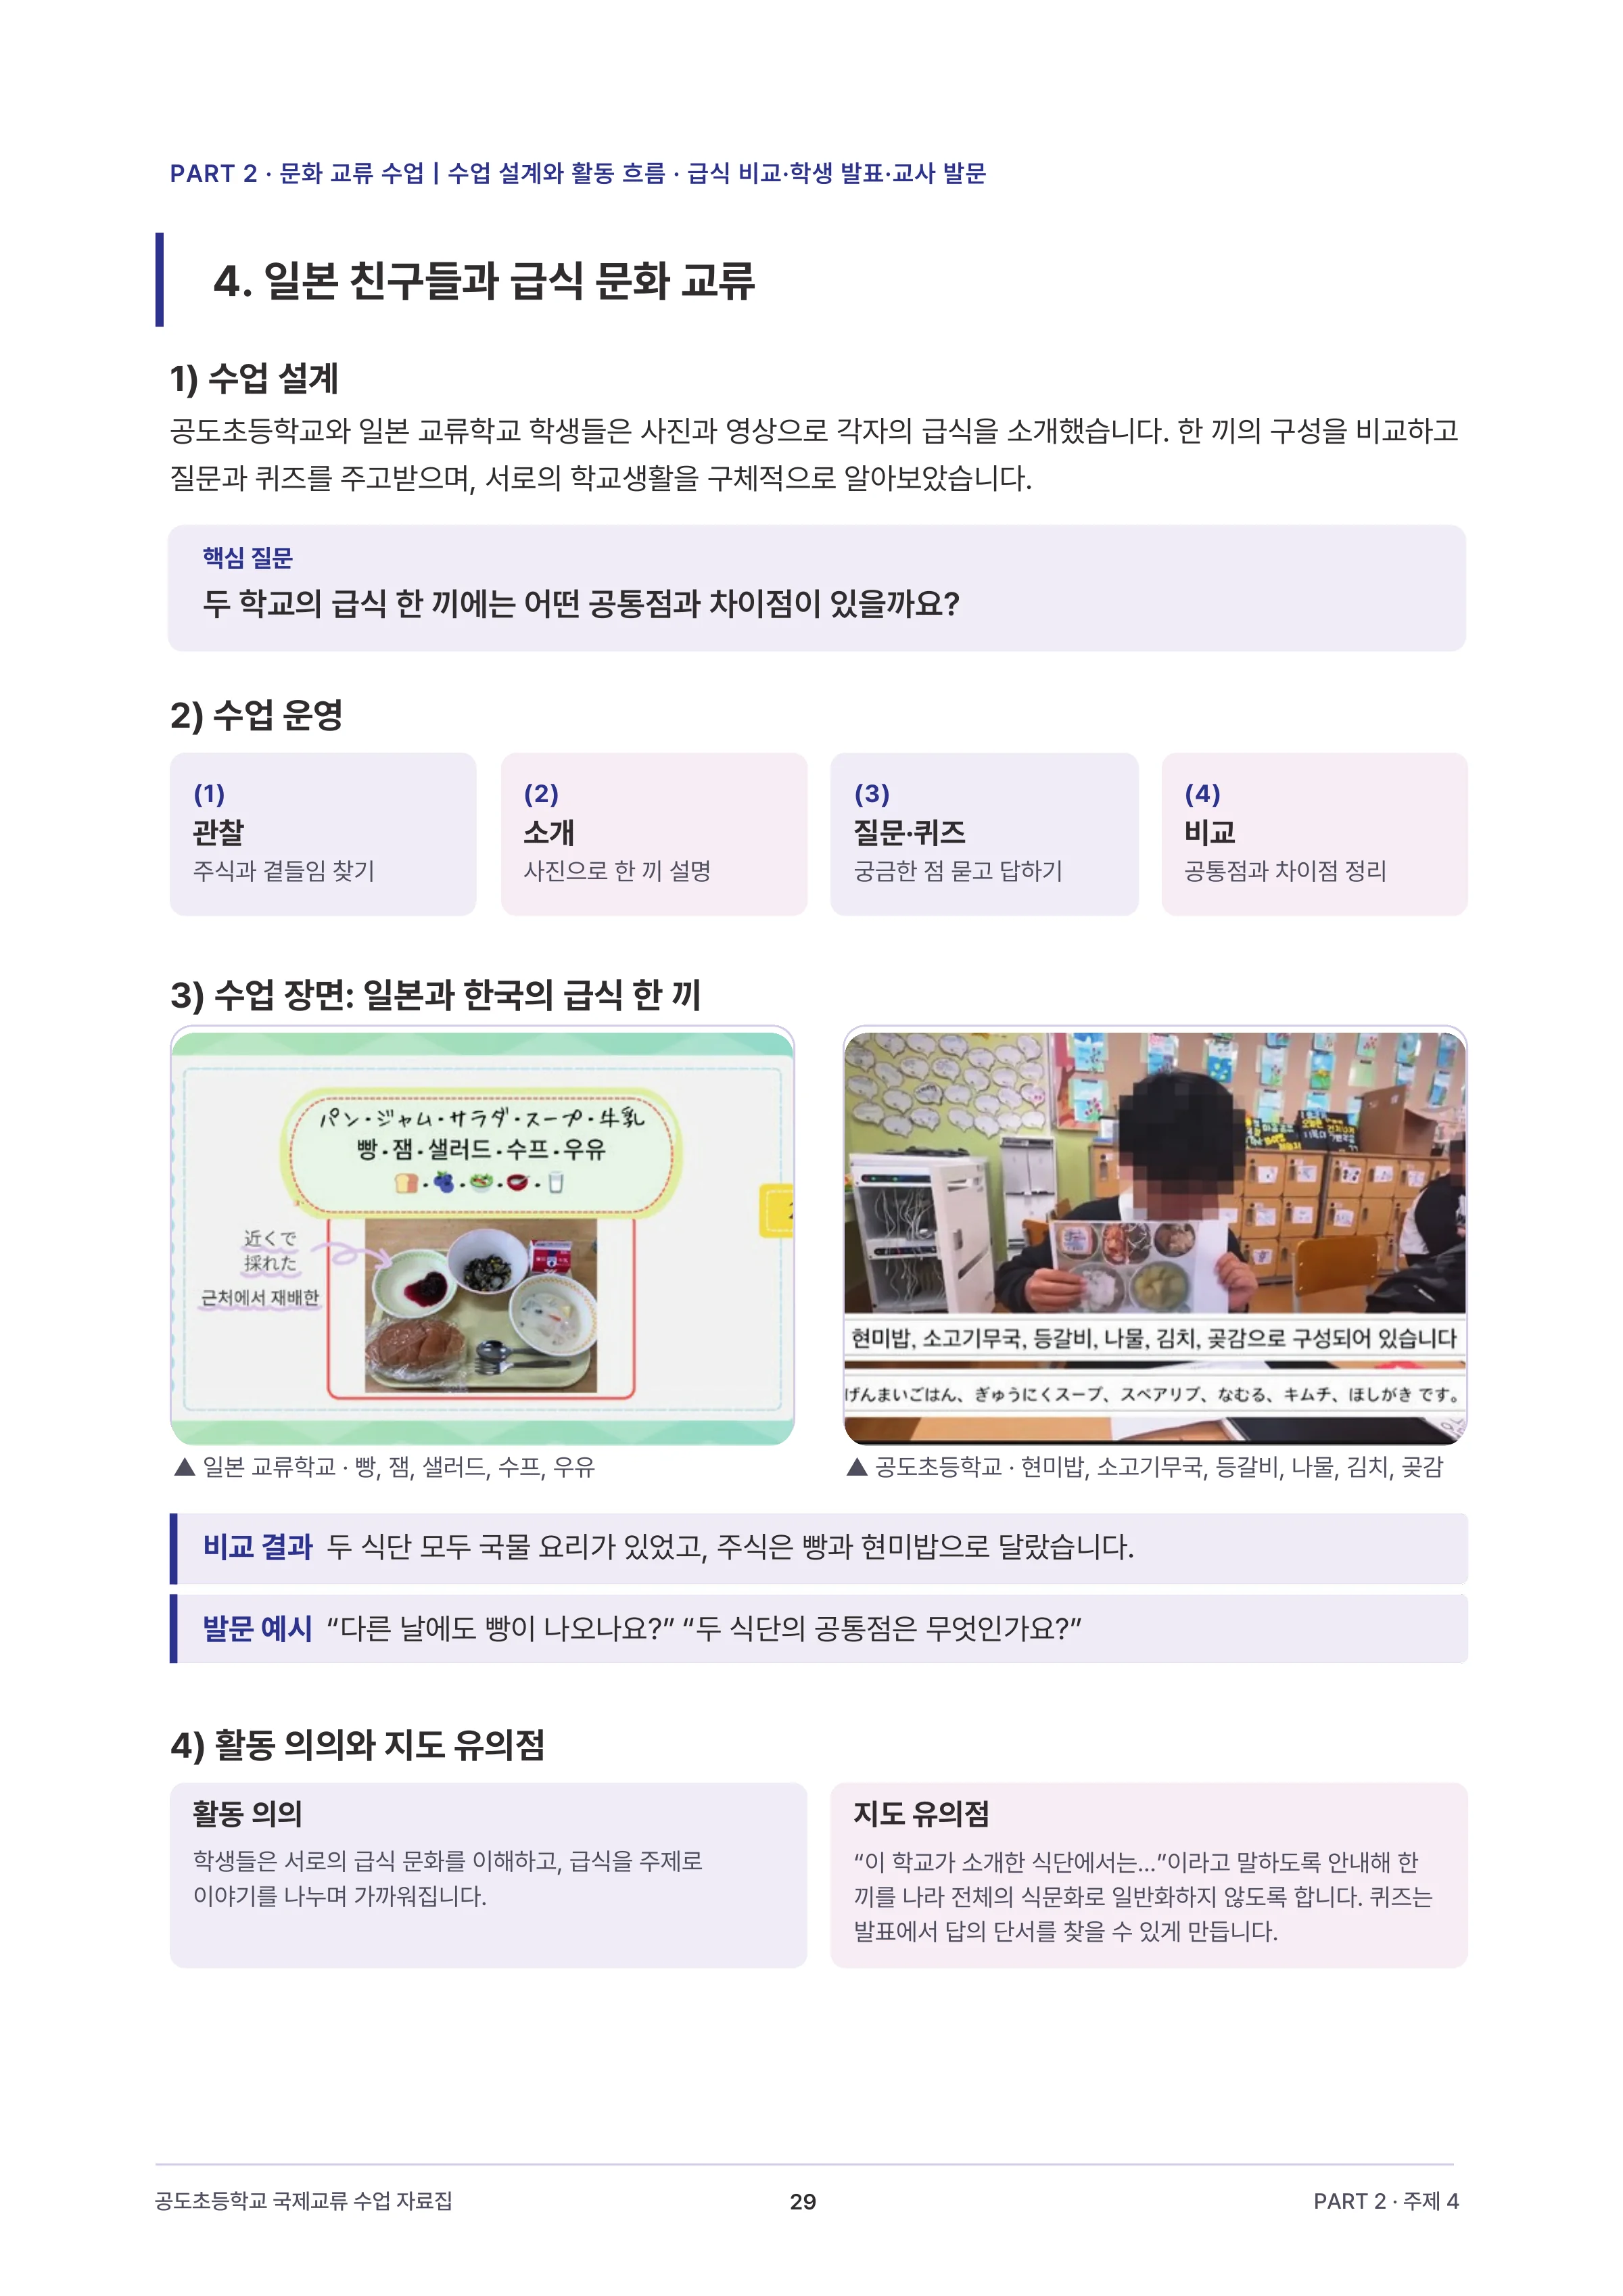 PART 2 · 문화 교류 수업 | 수업 설계와 활동 흐름 · 급식 비교·학생 발표·교사 발문
4. 일본 친구들과 급식 문화 교류
1) 수업 설계
공도초등학교와 일본 교류학교 학생들은 사진과 영상으로 각자의 급식을 소개했습니다. 한 끼의 구성을 비교하고
질문과 퀴즈를 주고받으며, 서로의 학교생활을 구체적으로 알아보았습니다.
핵심 질문
두 학교의 급식 한 끼에는 어떤 공통점과 차이점이 있을까요?
2) 수업 운영
(1)
관찰
주식과 곁들임 찾기
(2)
소개
사진으로 한 끼 설명
(3)
질문·퀴즈
궁금한 점 묻고 답하기
(4)
비교
공통점과 차이점 정리
3) 수업 장면: 일본과 한국의 급식 한 끼
パン・ジャム・サラダ・スープ・牛乳
빵·잼·샐러드·수프·우유
近くで
採れた
근처에서 재배한
현미밥, 소고기무국, 등갈비, 나물, 김치, 곶감으로 구성되어 있습니다
げんまいごはん、ぎゅうにくスープ、スペアリブ、なむる、キムチ、ほしがき です。
▲ 일본 교류학교 · 빵, 잼, 샐러드, 수프, 우유
▲ 공도초등학교 · 현미밥, 소고기무국, 등갈비, 나물, 김치, 곶감
비교 결과 두 식단 모두 국물 요리가 있었고, 주식은 빵과 현미밥으로 달랐습니다.
발문 예시 “다른 날에도 빵이 나오나요?” “두 식단의 공통점은 무엇인가요?”
4) 활동 의의와 지도 유의점
활동 의의
학생들은 서로의 급식 문화를 이해하고, 급식을 주제로
이야기를 나누며 가까워집니다.
지도 유의점
“이 학교가 소개한 식단에서는…”이라고 말하도록 안내해 한
끼를 나라 전체의 식문화로 일반화하지 않도록 합니다. 퀴즈는
발표에서 답의 단서를 찾을 수 있게 만듭니다.
공도초등학교 국제교류 수업 자료집
29
PART 2 · 주제 4